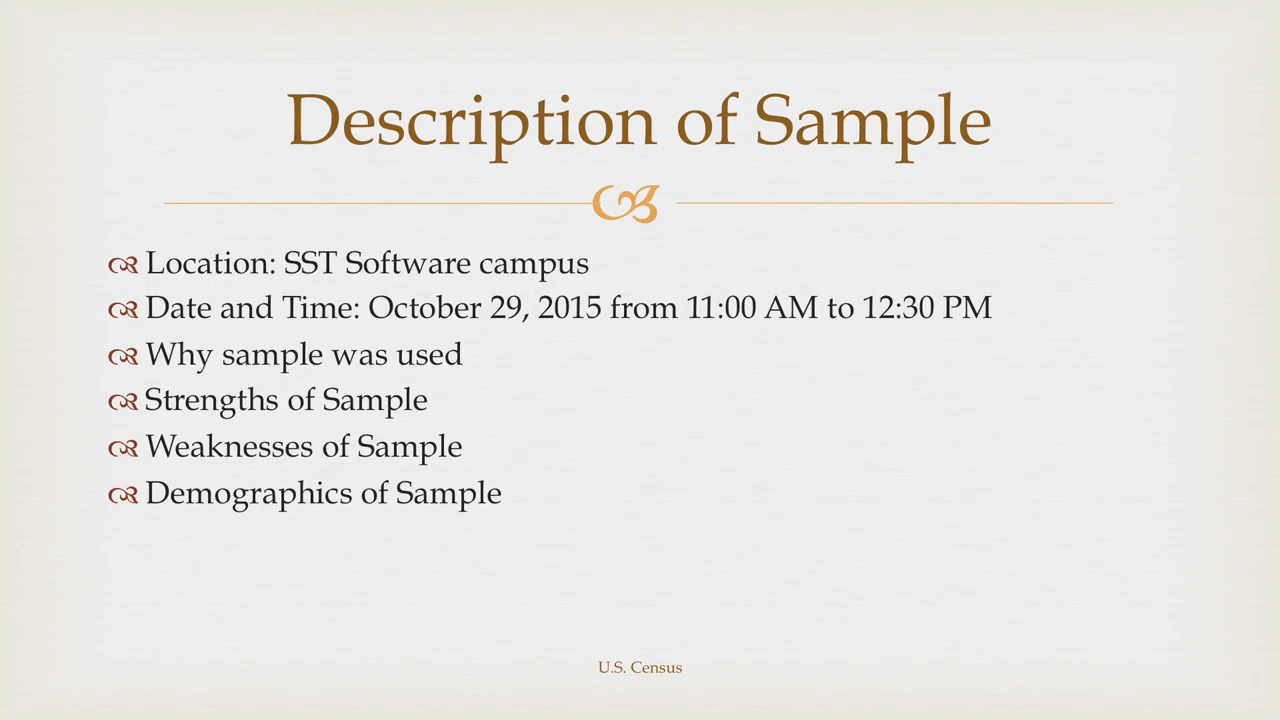 Description of Sample
Location: SST Software campus
Date and Time: October 29, 2015 from 11:00 AM to 12:30 PM
Why sample was used
Strengths of Sample
Weaknesses of Sample
Demographics of Sample
U.S. Census